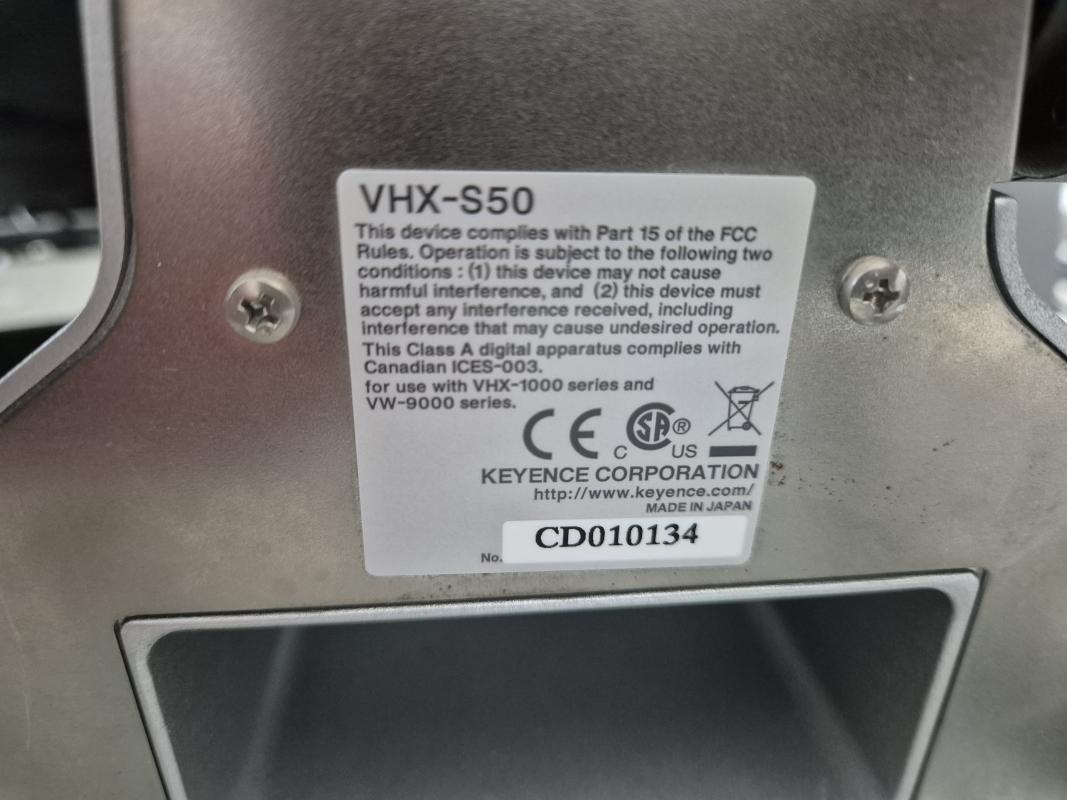 VHX-S50
This device complies with Part 15 of the FCC
Rules. Operation is subject to the following two
conditions : (1) this device may not cause
harmful interference, and (2) this device must
accept any interference received, including
interference that may cause undesired operation.
This Class A digital apparatus complies with
Canadian ICES-003.
for use with VHX-1000 series and
VW-9000 series.
CE C SA ® US
KEYENCE CORPORATION
http://www.keyence.com/
MADE IN JAPAN
No. CD010134